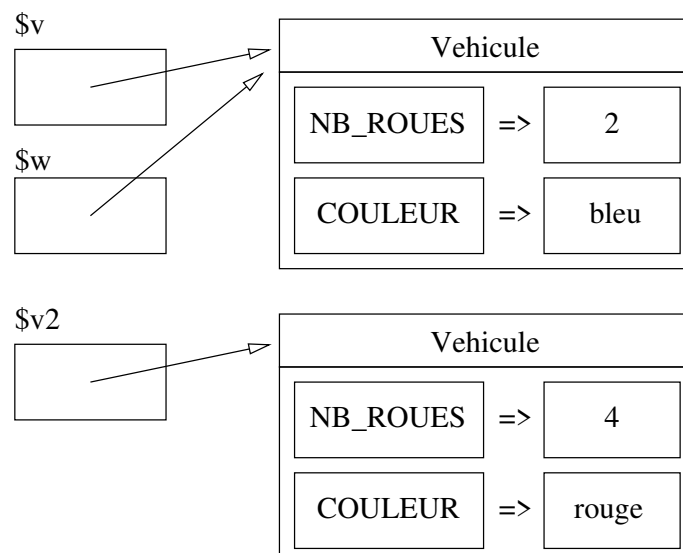 $v
Vehicule
NB_ROUES => 2
$w
COULEUR => bleu
$v2
Vehicule
NB_ROUES => 4
COULEUR => rouge